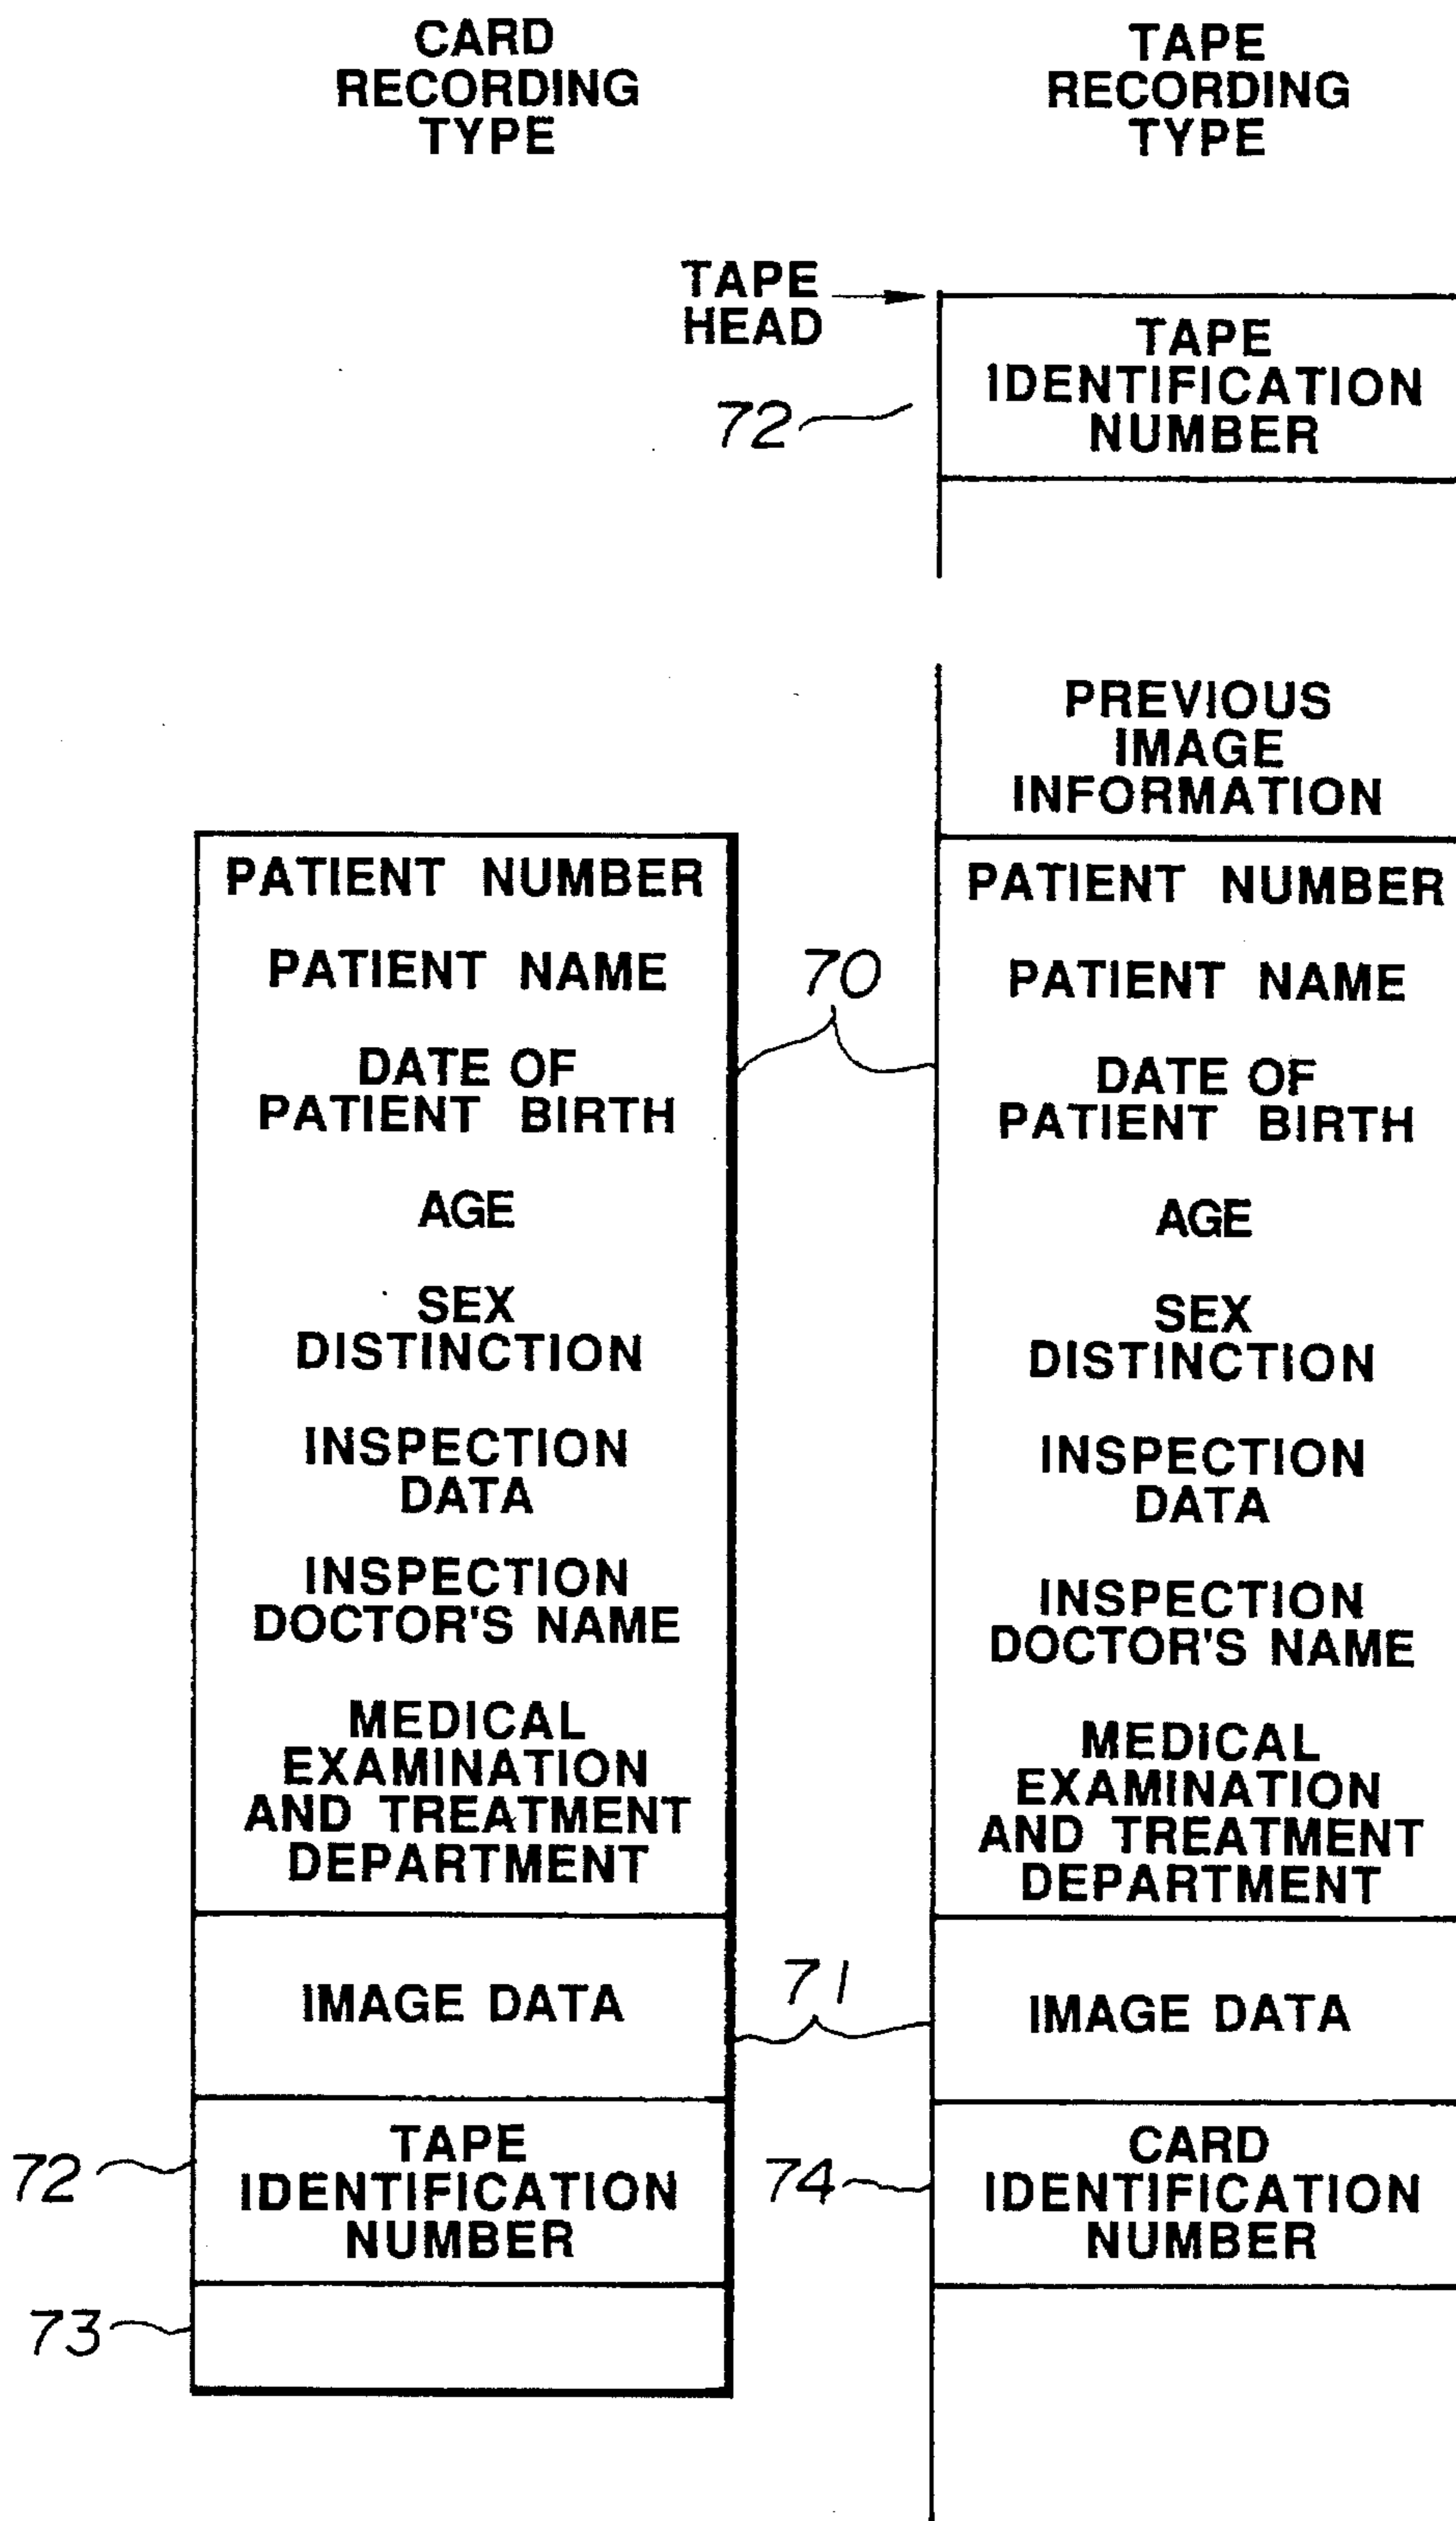 CARD
RECORDING
TYPE
TAPE
RECORDING
TYPE
TAPE
HEAD
72
TAPE
IDENTIFICATION
NUMBER
PREVIOUS
IMAGE
INFORMATION
PATIENT NUMBER
PATIENT NAME
DATE OF
PATIENT BIRTH
AGE
SEX
DISTINCTION
INSPECTION
DATA
INSPECTION
DOCTOR'S NAME
MEDICAL
EXAMINATION
AND TREATMENT
DEPARTMENT
IMAGE DATA
72
TAPE
IDENTIFICATION
NUMBER
73
70
71
PATIENT NUMBER
PATIENT NAME
DATE OF
PATIENT BIRTH
AGE
SEX
DISTINCTION
INSPECTION
DATA
INSPECTION
DOCTOR'S NAME
MEDICAL
EXAMINATION
AND TREATMENT
DEPARTMENT
IMAGE DATA
74
CARD
IDENTIFICATION
NUMBER